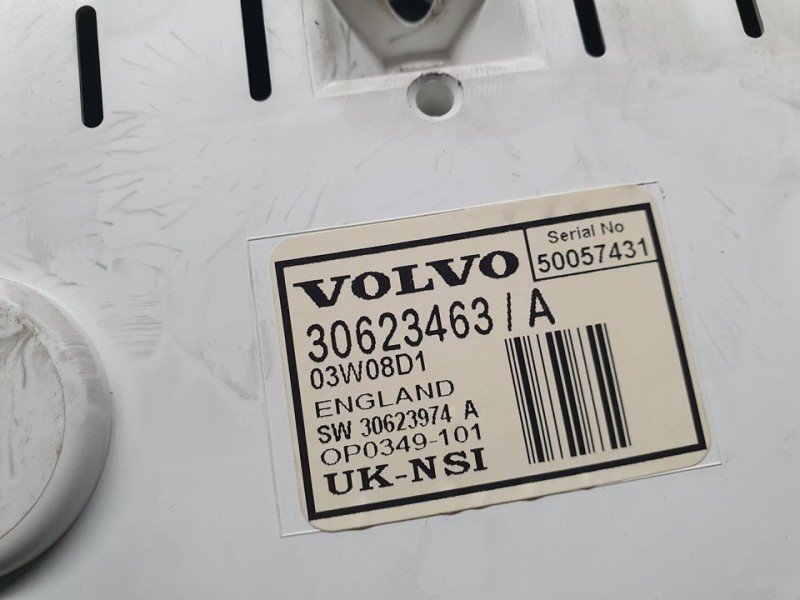 VOLVO
Serial No
50057431
30623463 / A
03W08D1
ENGLAND
SW 30623974 A
OP0349-101
UK-NSI